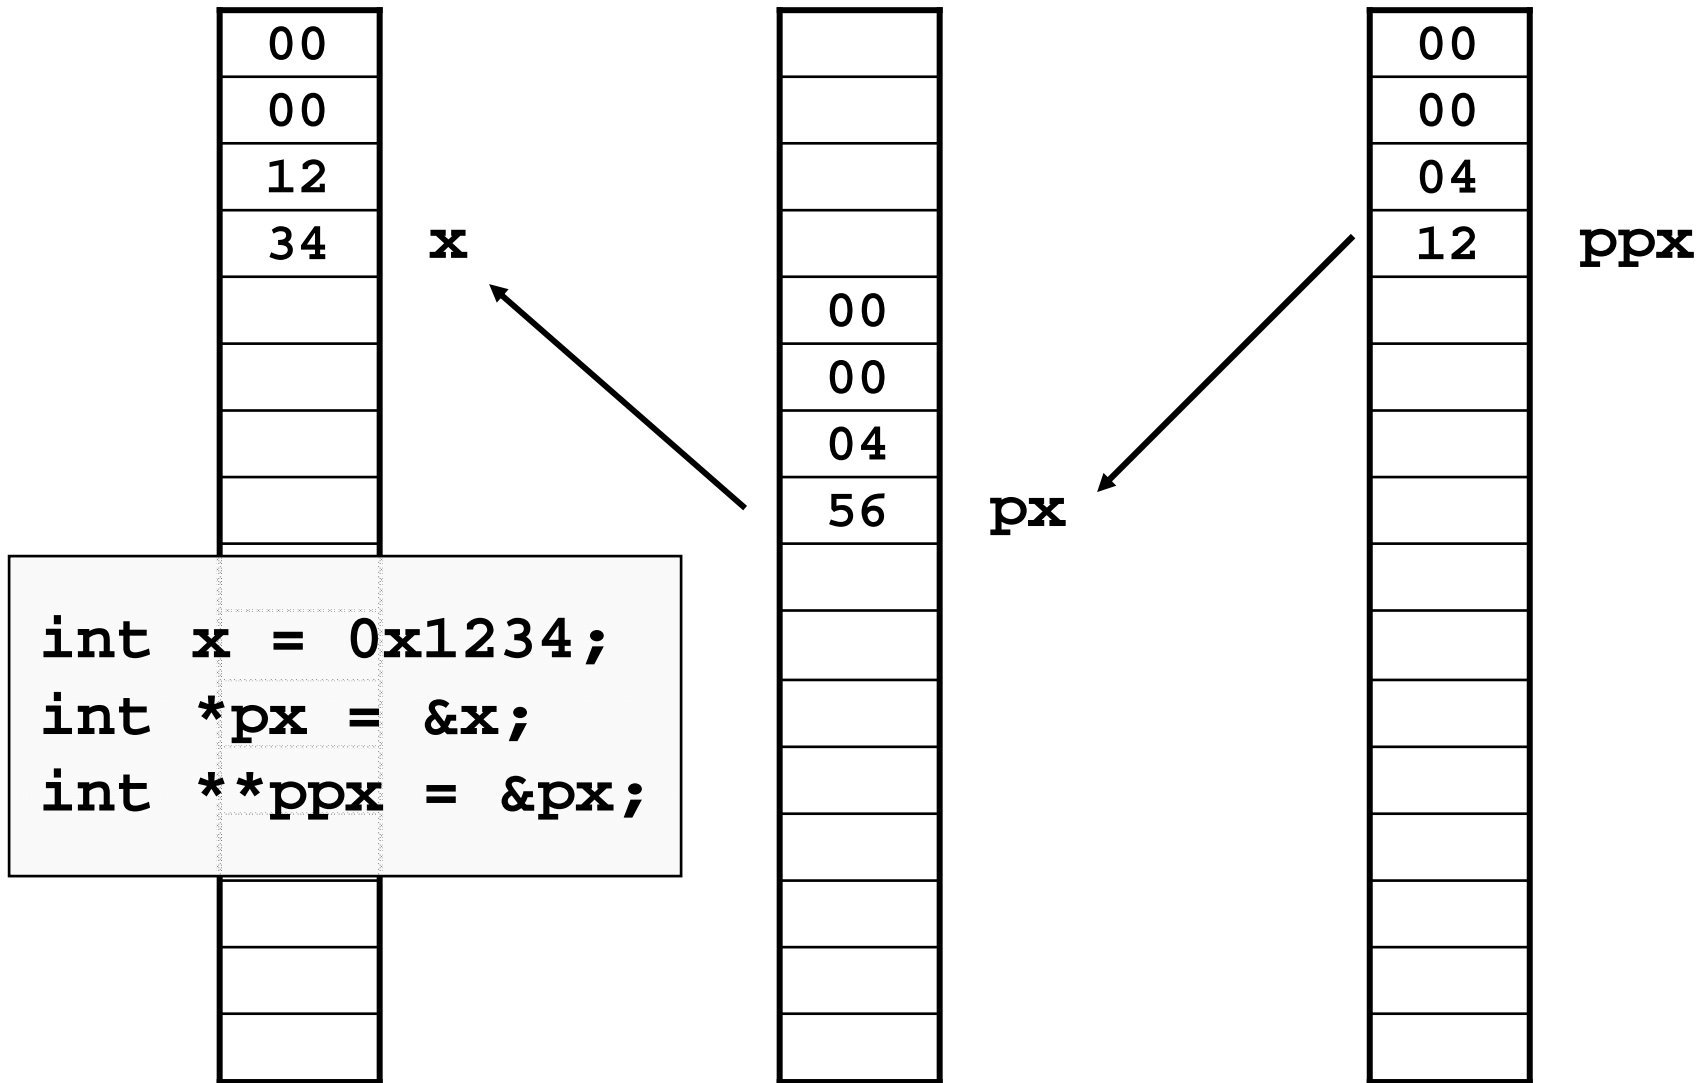 00
00
12
34 x
00
00
04
56 px
00
00
04
12 ppx
int x = 0x1234;
int *px = &x;
int **ppx = &px;